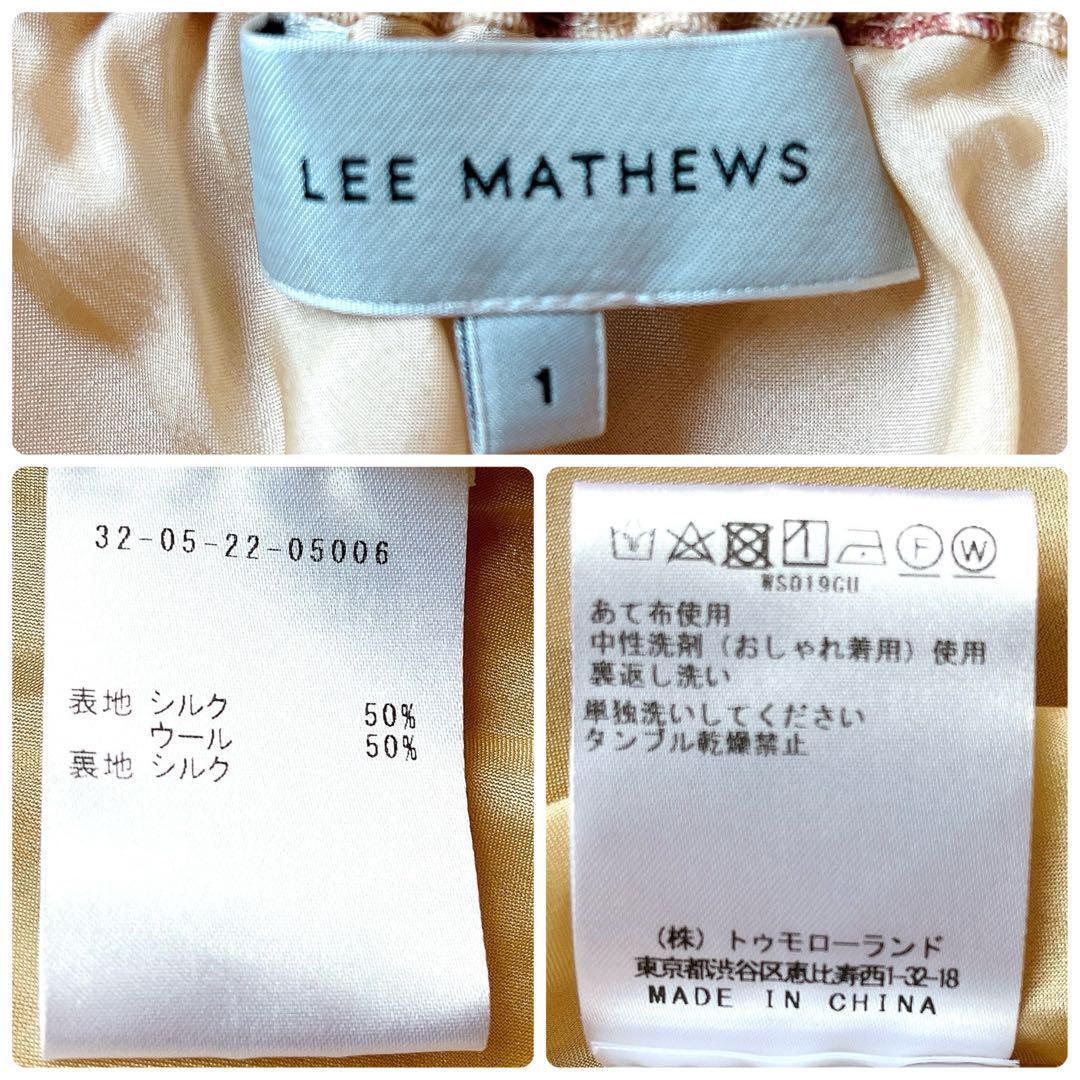 LEE MATHEWS
1
32-05-22-05006
表地 シルク 50%
ウール 50%
裏地 シルク
F W
WS019GU
あて布使用
中性洗剤（おしゃれ着用）使用
裏返し洗い
単独洗いしてください
タンブル乾燥禁止
（株）トゥモローランド
東京都渋谷区恵比寿西1-32-18
MADE IN CHINA